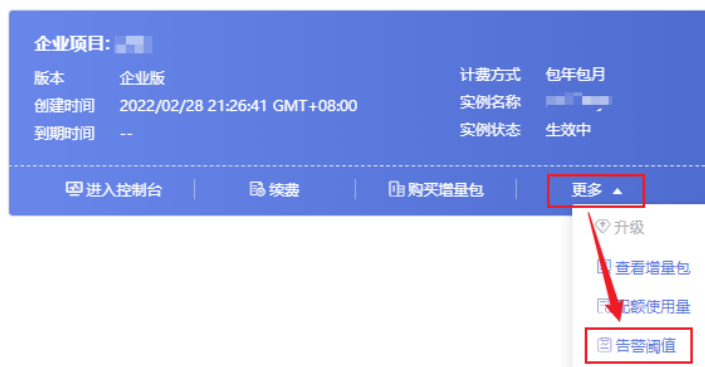 企业项目:
版本 企业版
计费方式 包年包月
创建时间 2022/02/28 21:26:41 GMT+08:00
实例名称
到期时间 --
实例状态 生效中
进入控制台 续费 购买增量包 更多 ▲
升级
查看增量包
配额使用量
告警阈值